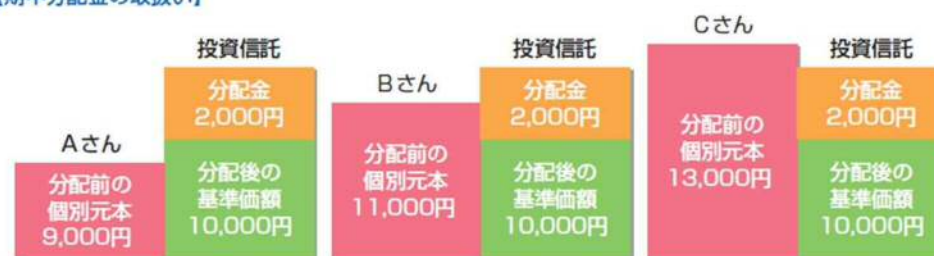 Aさん
分配前の
個別元本
9,000円
投資信託
分配金
2,000円
分配後の
基準価額
10,000円
Bさん
分配前の
個別元本
11,000円
投資信託
分配金
2,000円
分配後の
基準価額
10,000円
Cさん
分配前の
個別元本
13,000円
投資信託
分配金
2,000円
分配後の
基準価額
10,000円